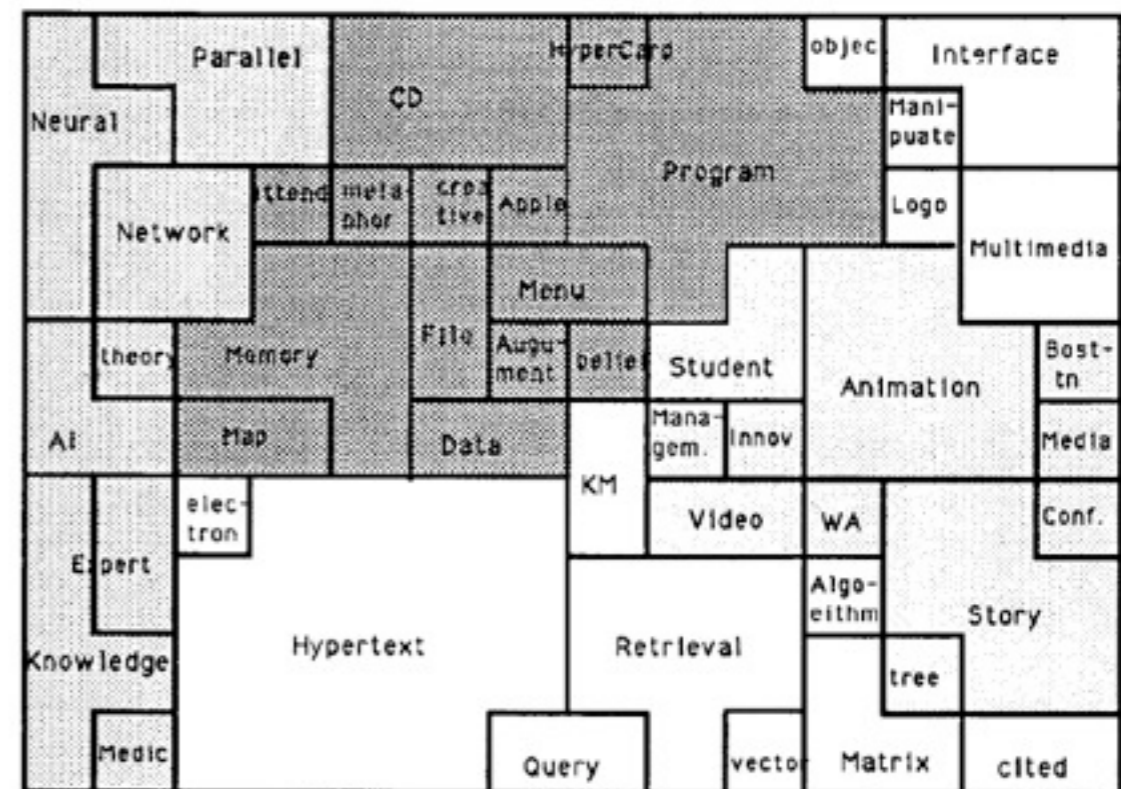 Parallel
CD
HyperCard
objec
Interface
Neural
Mani-
puate
Program
attend
meta-
phor
crea
tive
Apple
Logo
Network
Multimedia
Menu
File
theory
Memory
Augu-
ment
belief
Student
Animation
Bost-
tn
AI
Map
Data
Mana-
gem.
Innov
Media
KM
elec-
tron
Video
WA
Conf.
Expert
Algo-
eithm
Story
Hypertext
Retrieval
Knowledge
tree
Medic
Query
vector
Matrix
cited